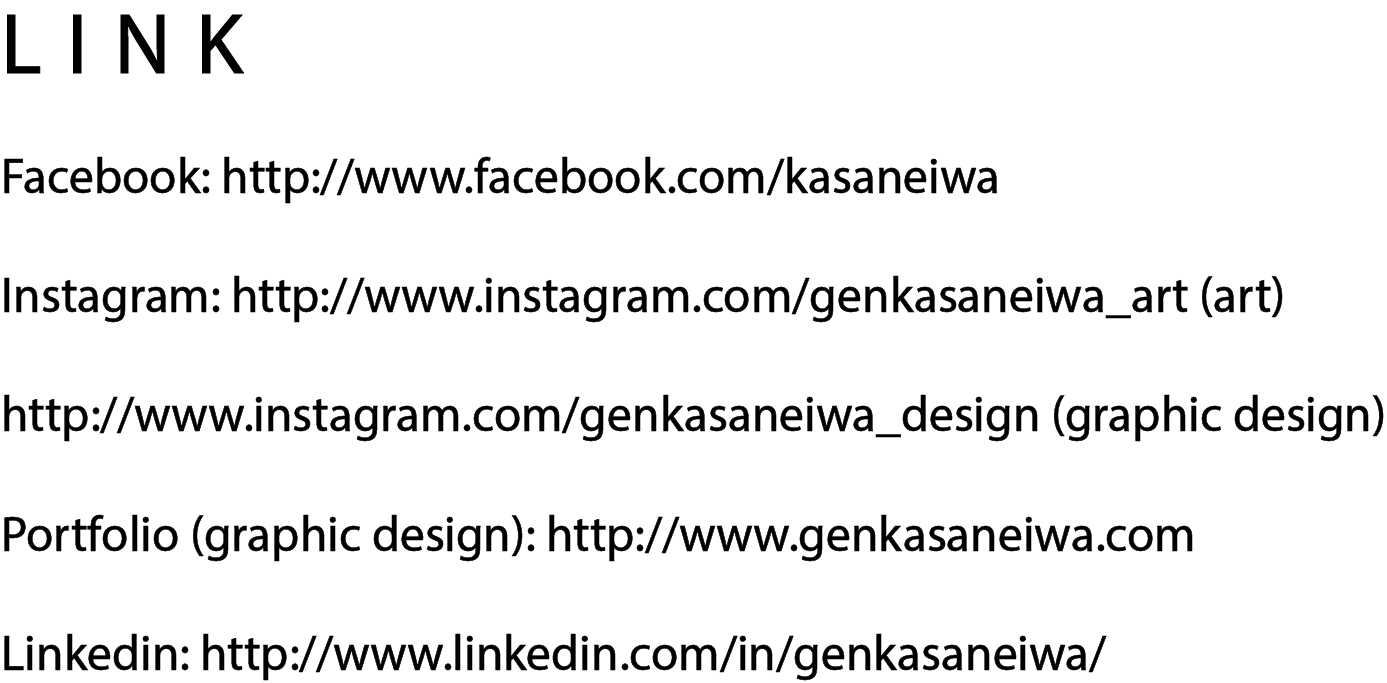 L I N K
Facebook: http://www.facebook.com/kasaneiwa
Instagram: http://www.instagram.com/genkasaneiwa_art (art)
http://www.instagram.com/genkasaneiwa_design (graphic design)
Portfolio (graphic design): http://www.genkasaneiwa.com
Linkedin: http://www.linkedin.com/in/genkasaneiwa/